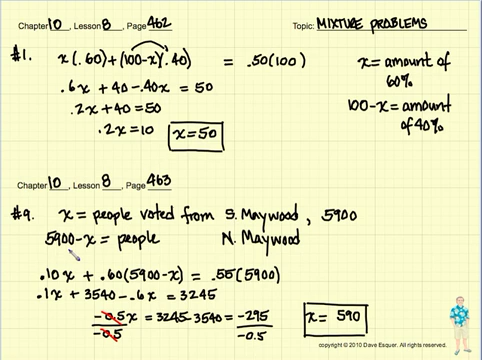 Chapter 10, Lesson 8, Page 462 Topic: MIXTURE PROBLEMS
#1. x(.60)+(100-x)(.40) = .50(100) x = amount of
60%
.6x + 40 - .40x = 50 100-x = amount
of 40%
.2x + 40 = 50
.2x = 10 x = 50
Chapter 10, Lesson 8, Page 463
#9. x = people voted from S. Maywood, 5900
5900-x = people N. Maywood
.10x + .60(5900-x) = .55(5900)
.1x + 3540 - .6x = 3245
-0.5x = 3245-3540 = -295 x = 590
-0.5 -0.5
copyright © 2010 Dave Esquer. All rights reserved.